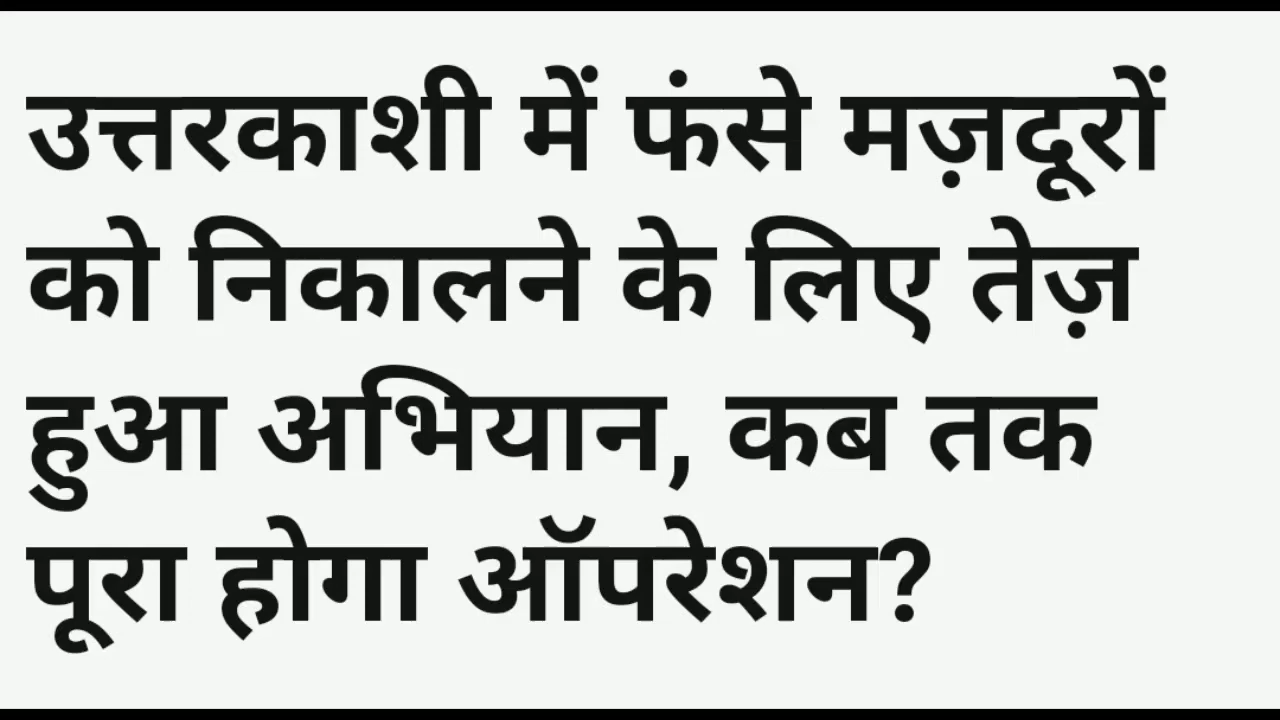 उत्तरकाशी में फंसे मज़दूरों
को निकालने के लिए तेज़
हुआ अभियान, कब तक
पूरा होगा ऑपरेशन?